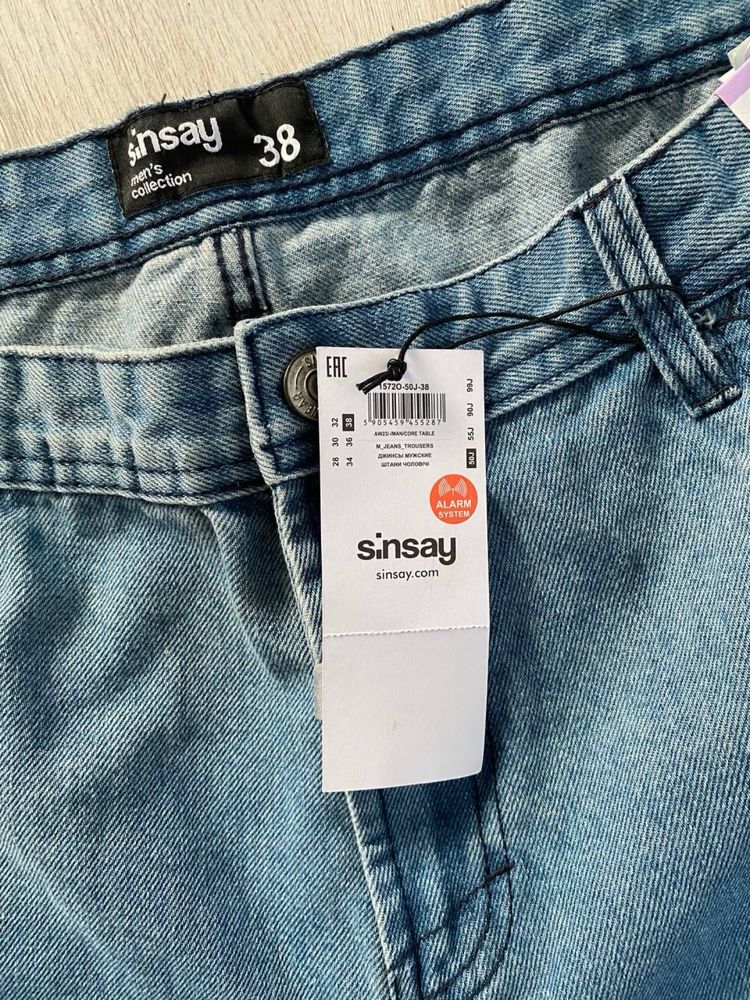 sinsay
men's
collection
38
EAC
1572O-50J-38
5 905459 455287
AW23/-/MAN/CORE TABLE
M_JEANS_TROUSERS
ДЖИНСЫ МУЖСКИЕ
ШТАНИ ЧОЛОВІЧІ
28 30 32
34 36 38
50J 55J 90J 99J
ALARM
SYSTEM
sinsay
sinsay.com